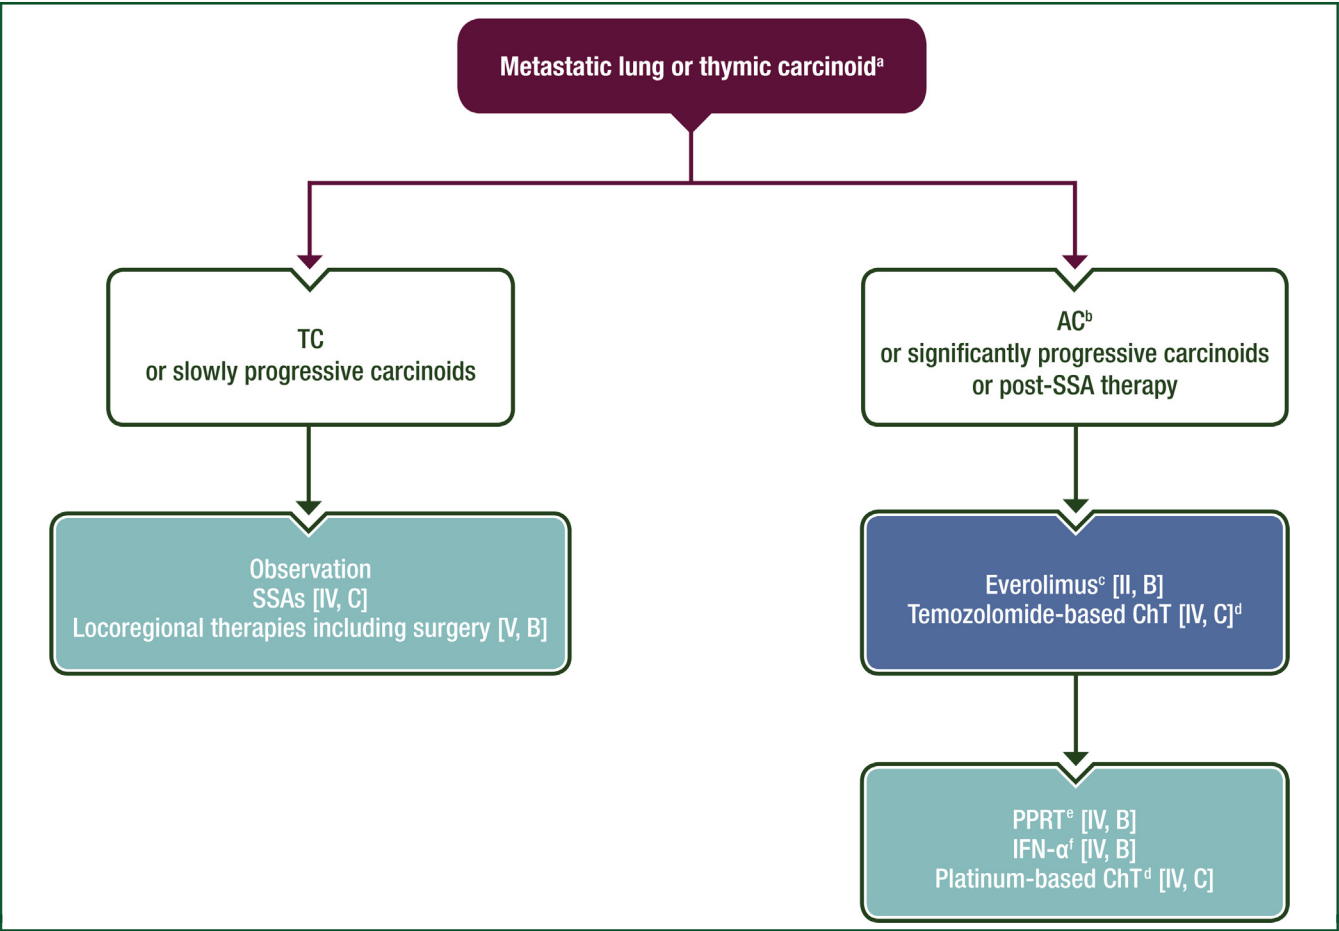 Metastatic lung or thymic carcinoidᵃ
TC
or slowly progressive carcinoids
ACᵇ
or significantly progressive carcinoids
or post-SSA therapy
Observation
SSAs [IV, C]
Locoregional therapies including surgery [V, B]
Everolimusᶜ [II, B]
Temozolomide-based ChT [IV, C]ᵈ
PPRTᵉ [IV, B]
IFN-αᶠ [IV, B]
Platinum-based ChTᵈ [IV, C]